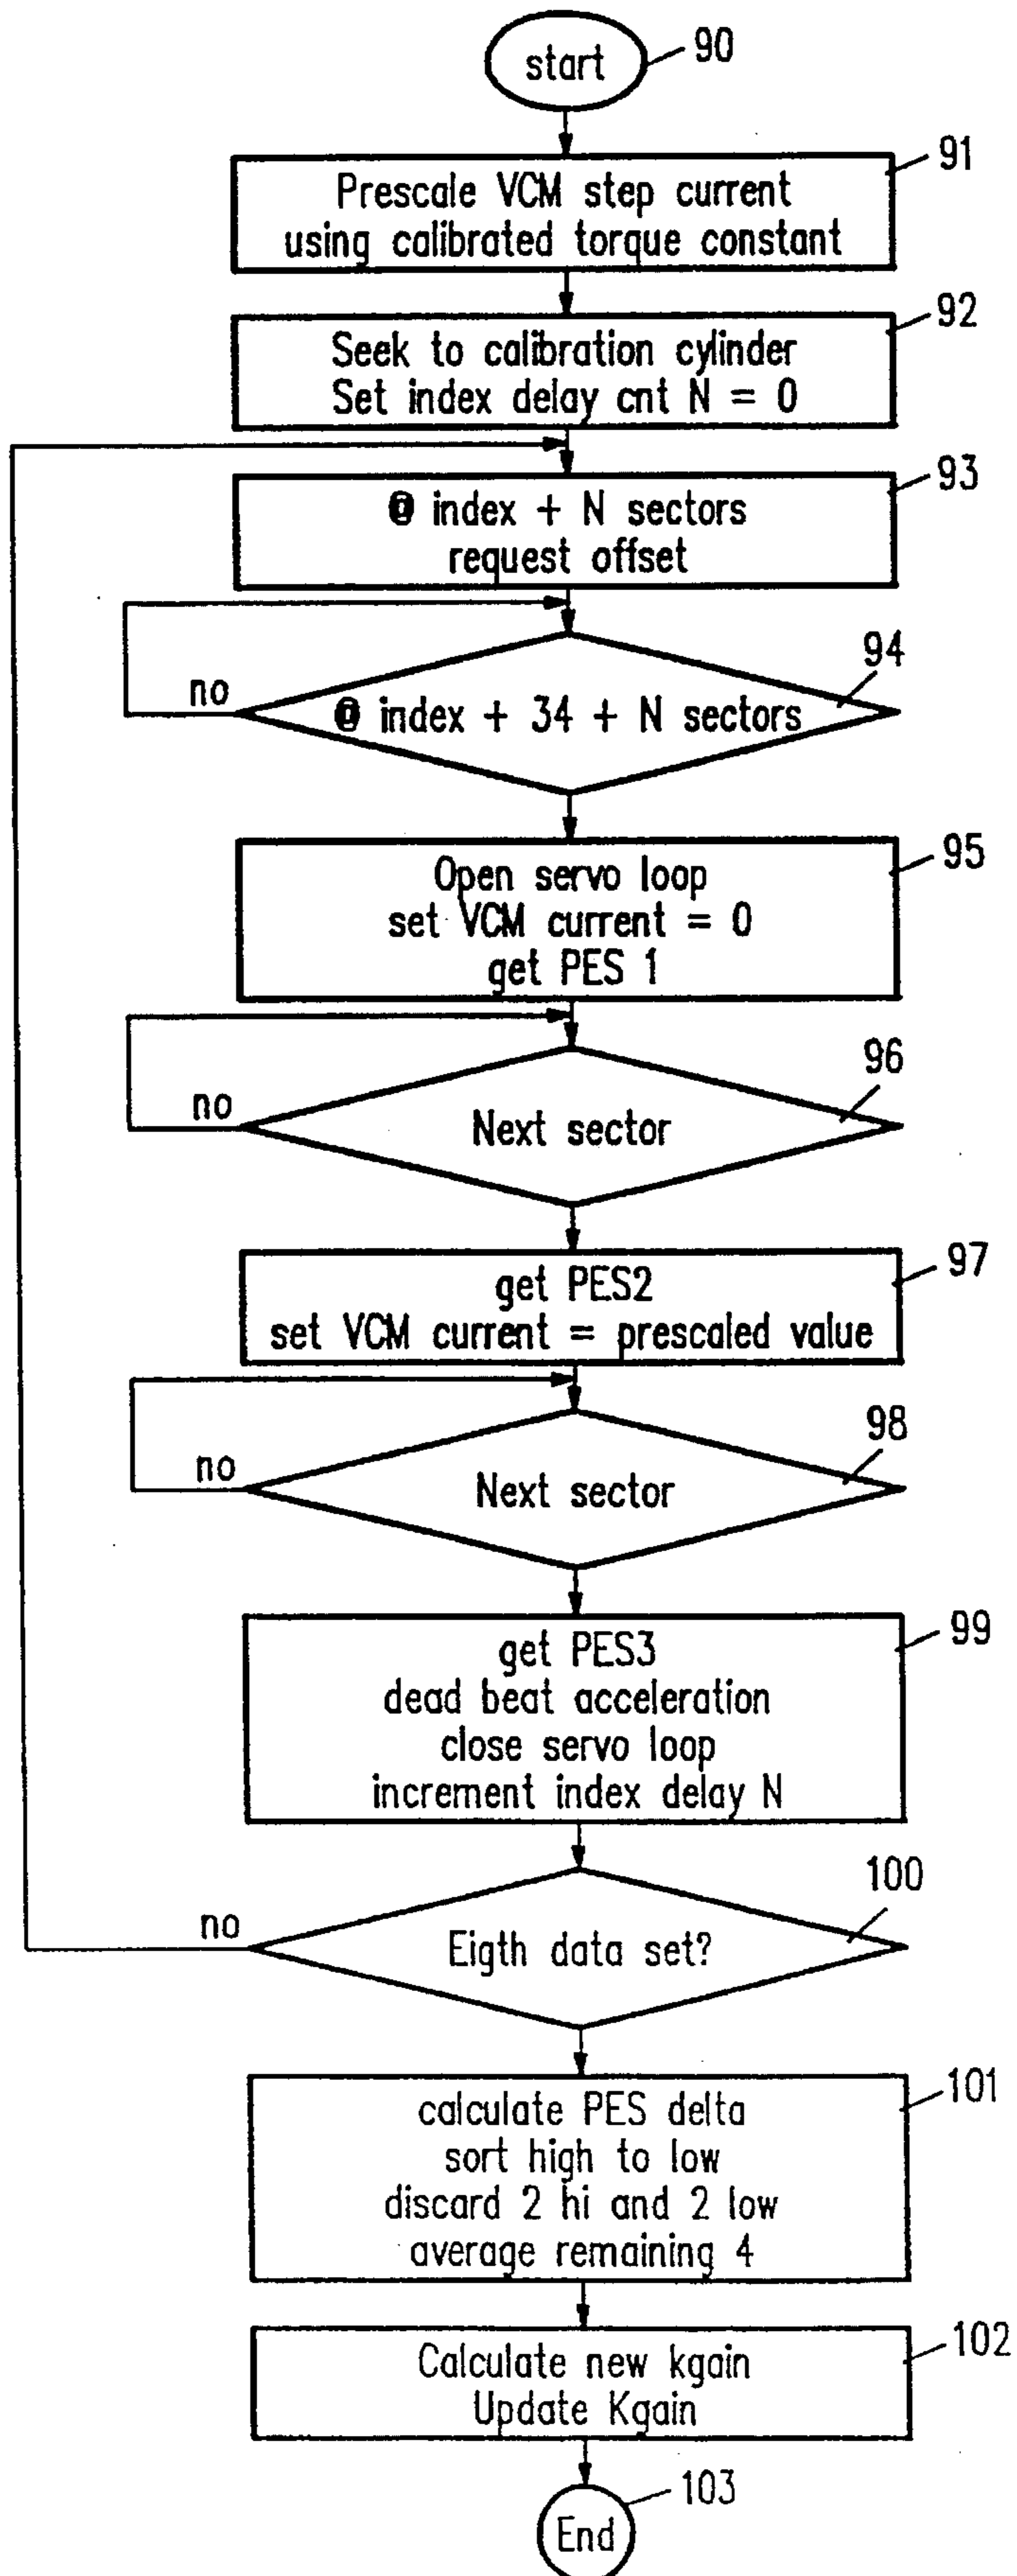 start
90
91
Prescale VCM step current
using calibrated torque constant
92
Seek to calibration cylinder
Set index delay cnt N = 0
93
@ index + N sectors
request offset
94
no
@ index + 34 + N sectors
95
Open servo loop
set VCM current = 0
get PES 1
96
no
Next sector
97
get PES2
set VCM current = prescaled value
98
no
Next sector
99
get PES3
dead beat acceleration
close servo loop
increment index delay N
100
no
Eigth data set?
101
calculate PES delta
sort high to low
discard 2 hi and 2 low
average remaining 4
102
Calculate new kgain
Update Kgain
103
End